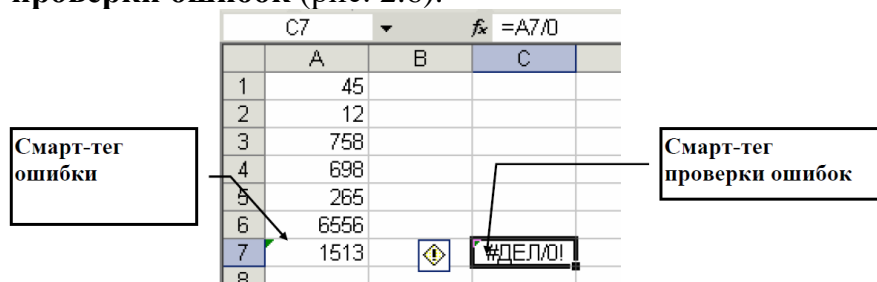 проверки ошибок (рис. 2.8).
C7 fx =A7/0
A B C
1 45
2 12
3 758
4 698
5 265
6 6556
7 1513 #ДЕЛ/0!
8
Смарт-тег
ошибки
Смарт-тег
проверки ошибок